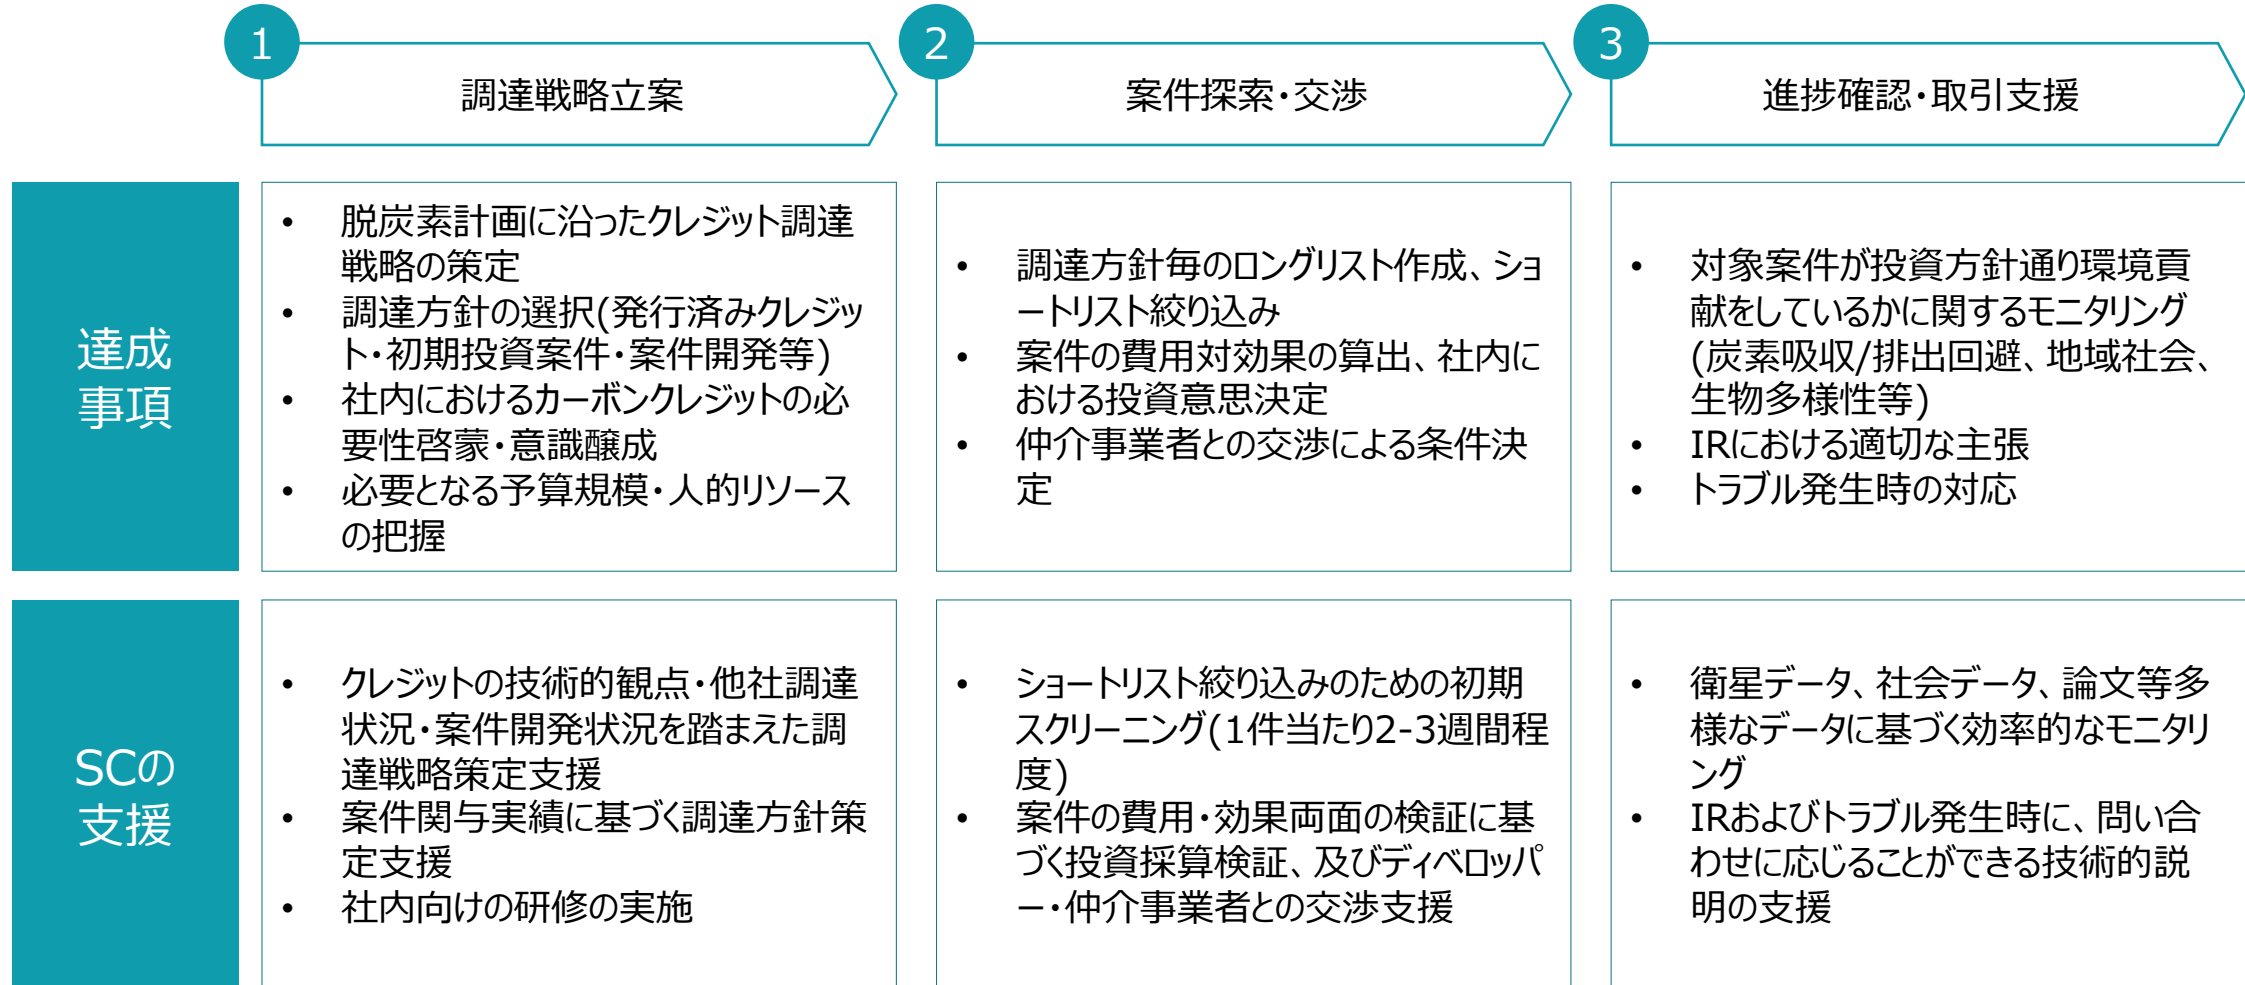 1
調達戦略立案
2
案件探索・交渉
3
進捗確認・取引支援
達成
事項
• 脱炭素計画に沿ったクレジット調達
戦略の策定
• 調達方針の選択(発行済みクレジッ
ト・初期投資案件・案件開発等)
• 社内におけるカーボンクレジットの必
要性啓蒙・意識醸成
• 必要となる予算規模・人的リソース
の把握
• 調達方針毎のロングリスト作成、ショ
ートリスト絞り込み
• 案件の費用対効果の算出、社内に
おける投資意思決定
• 仲介事業者との交渉による条件決
定
• 対象案件が投資方針通り環境貢
献をしているかに関するモニタリング
(炭素吸収/排出回避、地域社会、
生物多様性等)
• IRにおける適切な主張
• トラブル発生時の対応
SCの
支援
• クレジットの技術的観点・他社調達
状況・案件開発状況を踏まえた調
達戦略策定支援
• 案件関与実績に基づく調達方針策
定支援
• 社内向けの研修の実施
• ショートリスト絞り込みのための初期
スクリーニング(1件当たり2-3週間程
度)
• 案件の費用・効果両面の検証に基
づく投資採算検証、及びディベロッパ
ー・仲介事業者との交渉支援
• 衛星データ、社会データ、論文等多
様なデータに基づく効率的なモニタリ
ング
• IRおよびトラブル発生時に、問い合
わせに応じることができる技術的説
明の支援